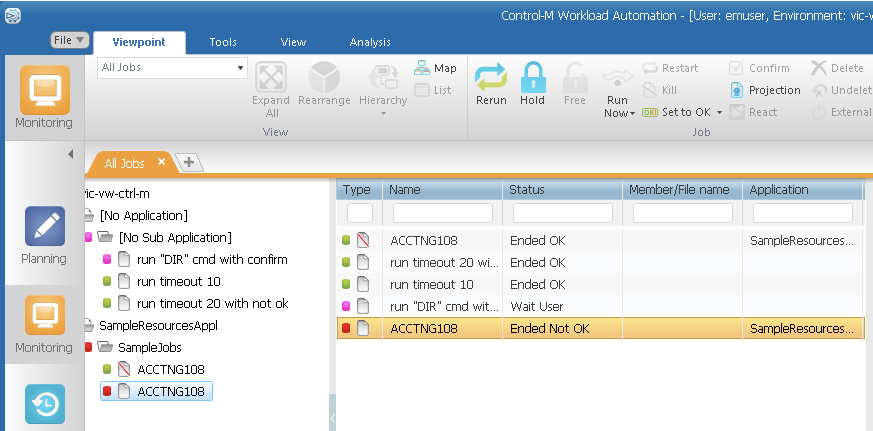 Control-M Workload Automation - [User: emuser, Environment: vic-v
File
Viewpoint
Tools
View
Analysis
Monitoring
All Jobs
Expand All
Rearrange
Hierarchy
Map
List
View
Rerun
Hold
Free
Run Now
Restart
Kill
Set to OK
Confirm
Projection
React
Delete
Undelet
External
Job
All Jobs
vic-vw-ctrl-m
[No Application]
[No Sub Application]
run "DIR" cmd with confirm
run timeout 10
run timeout 20 with not ok
SampleResourcesAppl
SampleJobs
ACCTNG108
ACCTNG108
Planning
Monitoring
Type Name Status Member/File name Application
ACCTNG108 Ended OK SampleResources...
run timeout 20 wi... Ended OK
run timeout 10 Ended OK
run "DIR" cmd wit... Wait User
ACCTNG108 Ended Not OK SampleResources...